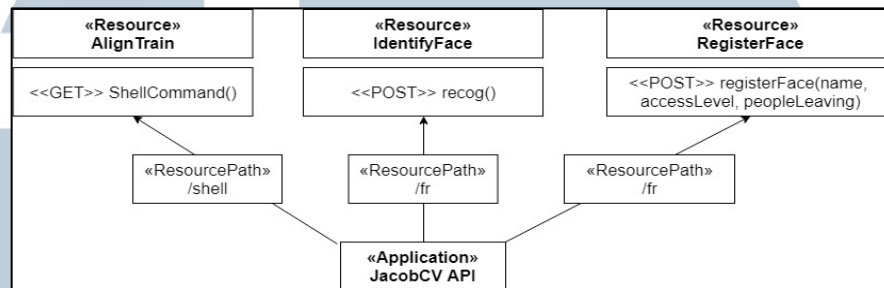 «Resource»
AlignTrain
«Resource»
IdentifyFace
«Resource»
RegisterFace
<<GET>> ShellCommand()
<<POST>> recog()
<<POST>> registerFace(name,
accessLevel, peopleLeaving)
«ResourcePath»
/shell
«ResourcePath»
/fr
«ResourcePath»
/fr
«Application»
JacobCV API